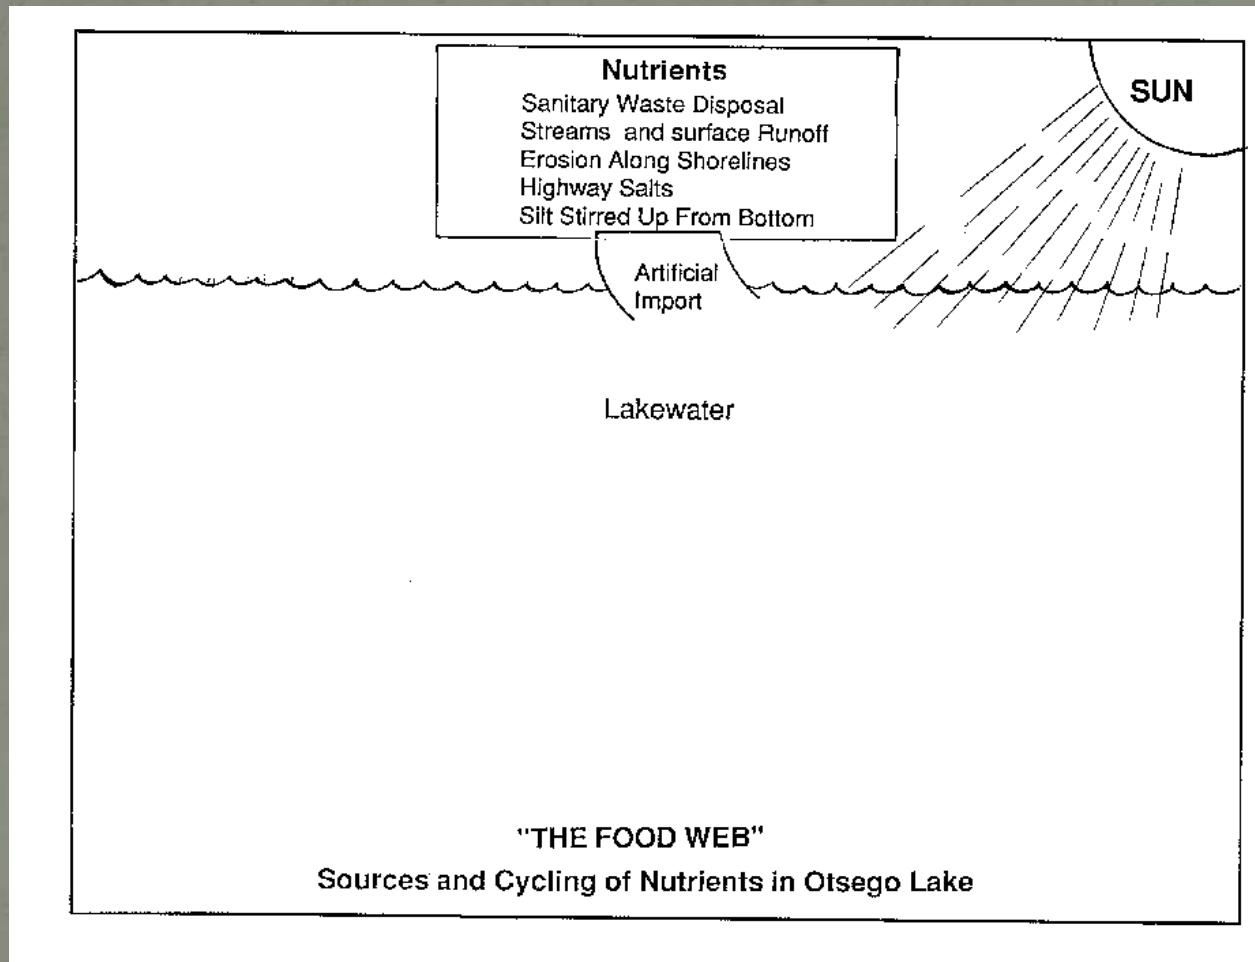 Nutrients
Sanitary Waste Disposal
Streams and surface Runoff
Erosion Along Shorelines
Highway Salts
Silt Stirred Up From Bottom
SUN
Artificial
Import
Lakewater
"THE FOOD WEB"
Sources and Cycling of Nutrients in Otsego Lake